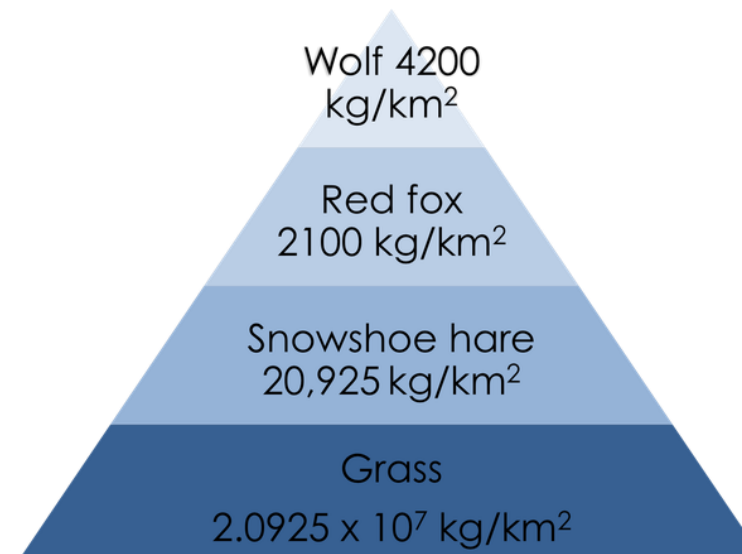 Wolf 4200
kg/km²
Red fox
2100 kg/km²
Snowshoe hare
20,925 kg/km²
Grass
2.0925 x 10⁷ kg/km²